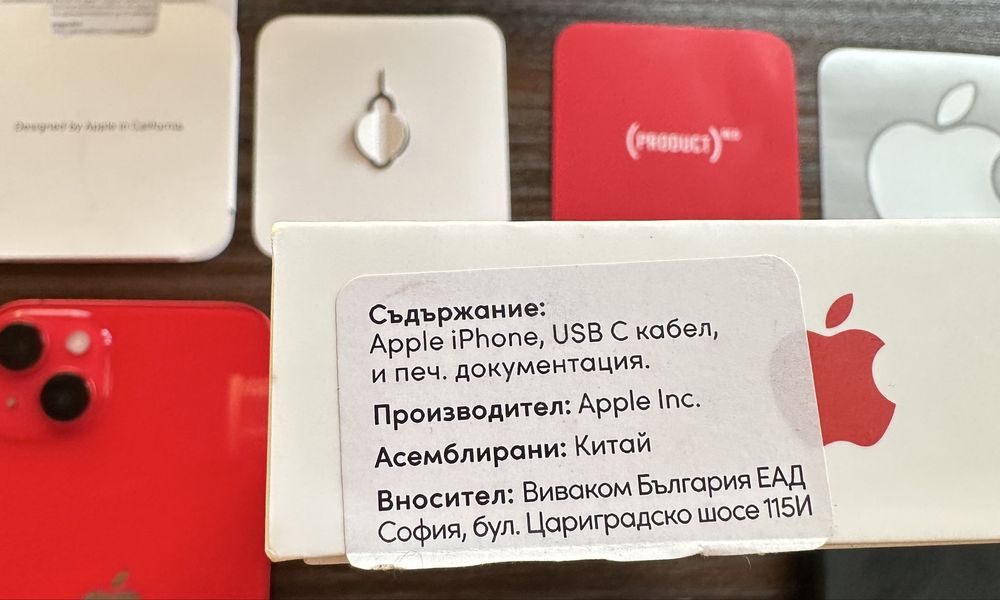 Designed by Apple in California
(PRODUCT)RED
Съдържание:
Apple iPhone, USB C кабел,
и печ. документация.
Производител: Apple Inc.
Асемблирани: Китай
Вносител: Виваком България ЕАД
София, бул. Цариградско шосе 115И